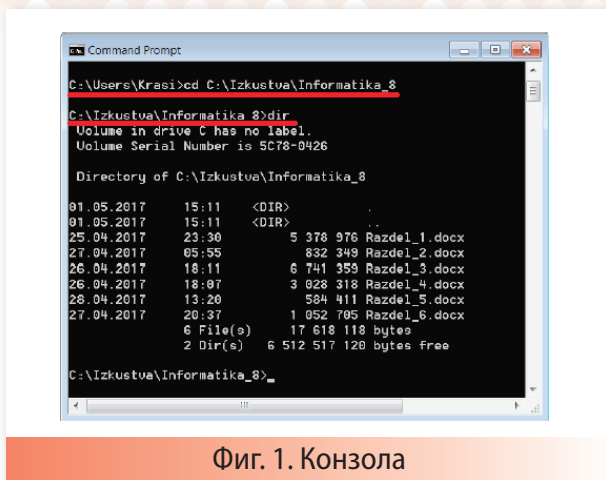 Command Prompt
C:\Users\Krasi>cd C:\Izkustva\Informatika_8
C:\Izkustva\Informatika_8>dir
Volume in drive C has no label.
Volume Serial Number is 5C78-0426
Directory of C:\Izkustva\Informatika_8
01.05.2017 15:11 <DIR> .
01.05.2017 15:11 <DIR> ..
25.04.2017 23:30 5 378 976 Razdel_1.docx
27.04.2017 05:55 832 349 Razdel_2.docx
26.04.2017 18:11 6 741 359 Razdel_3.docx
26.04.2017 18:07 3 028 318 Razdel_4.docx
28.04.2017 13:20 584 411 Razdel_5.docx
27.04.2017 20:37 1 052 705 Razdel_6.docx
6 File(s) 17 618 118 bytes
2 Dir(s) 6 512 517 120 bytes free
C:\Izkustva\Informatika_8>_
Фиг. 1. Конзола